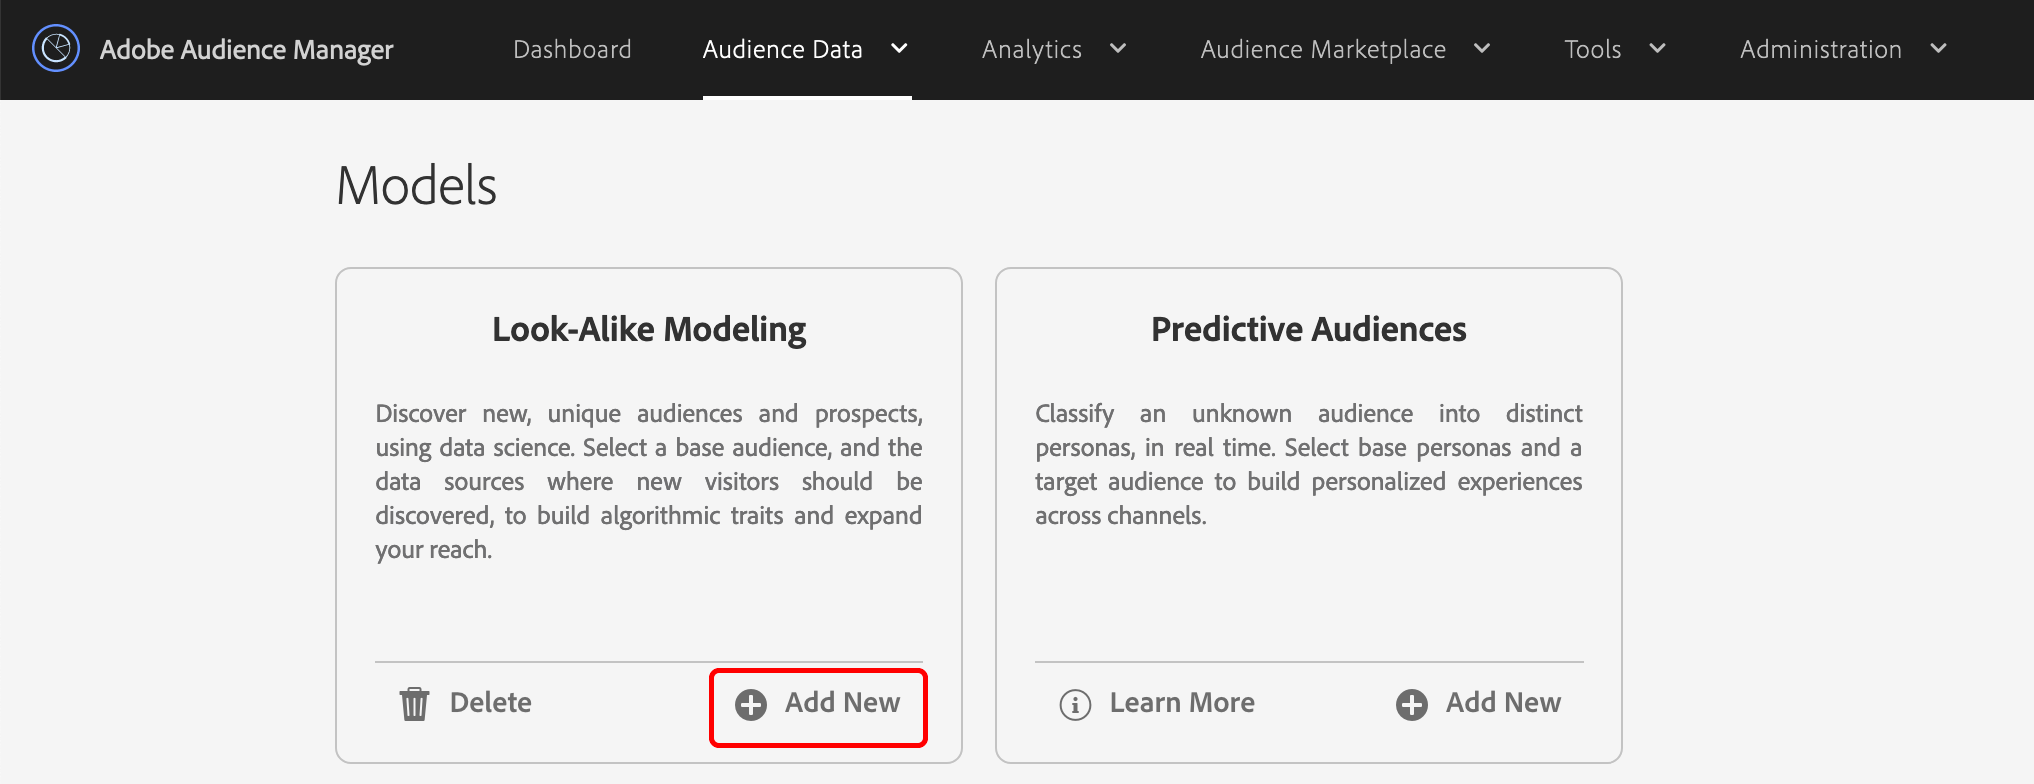 Adobe Audience Manager Dashboard Audience Data Analytics Audience Marketplace Tools Administration
Models
Look-Alike Modeling
Discover new, unique audiences and prospects,
using data science. Select a base audience, and the
data sources where new visitors should be
discovered, to build algorithmic traits and expand
your reach.
Delete Add New
Predictive Audiences
Classify an unknown audience into distinct
personas, in real time. Select base personas and a
target audience to build personalized experiences
across channels.
Learn More Add New